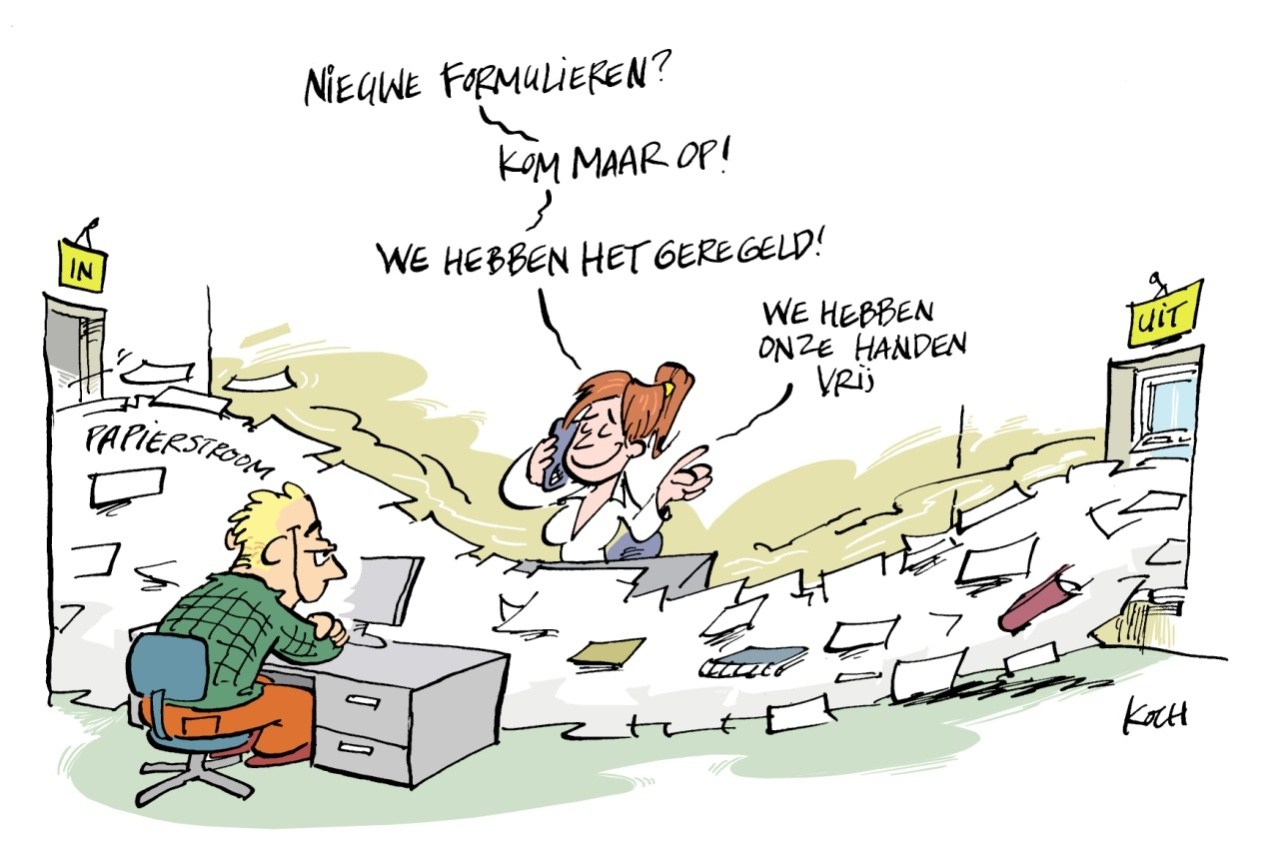 NIEUWE FORMULIEREN?
KOM MAAR OP!
WE HEBBEN HET GEREGELD!
IN
WE HEBBEN
ONZE HANDEN
VRIJ
UIT
PAPIERSTROOM
KOCH